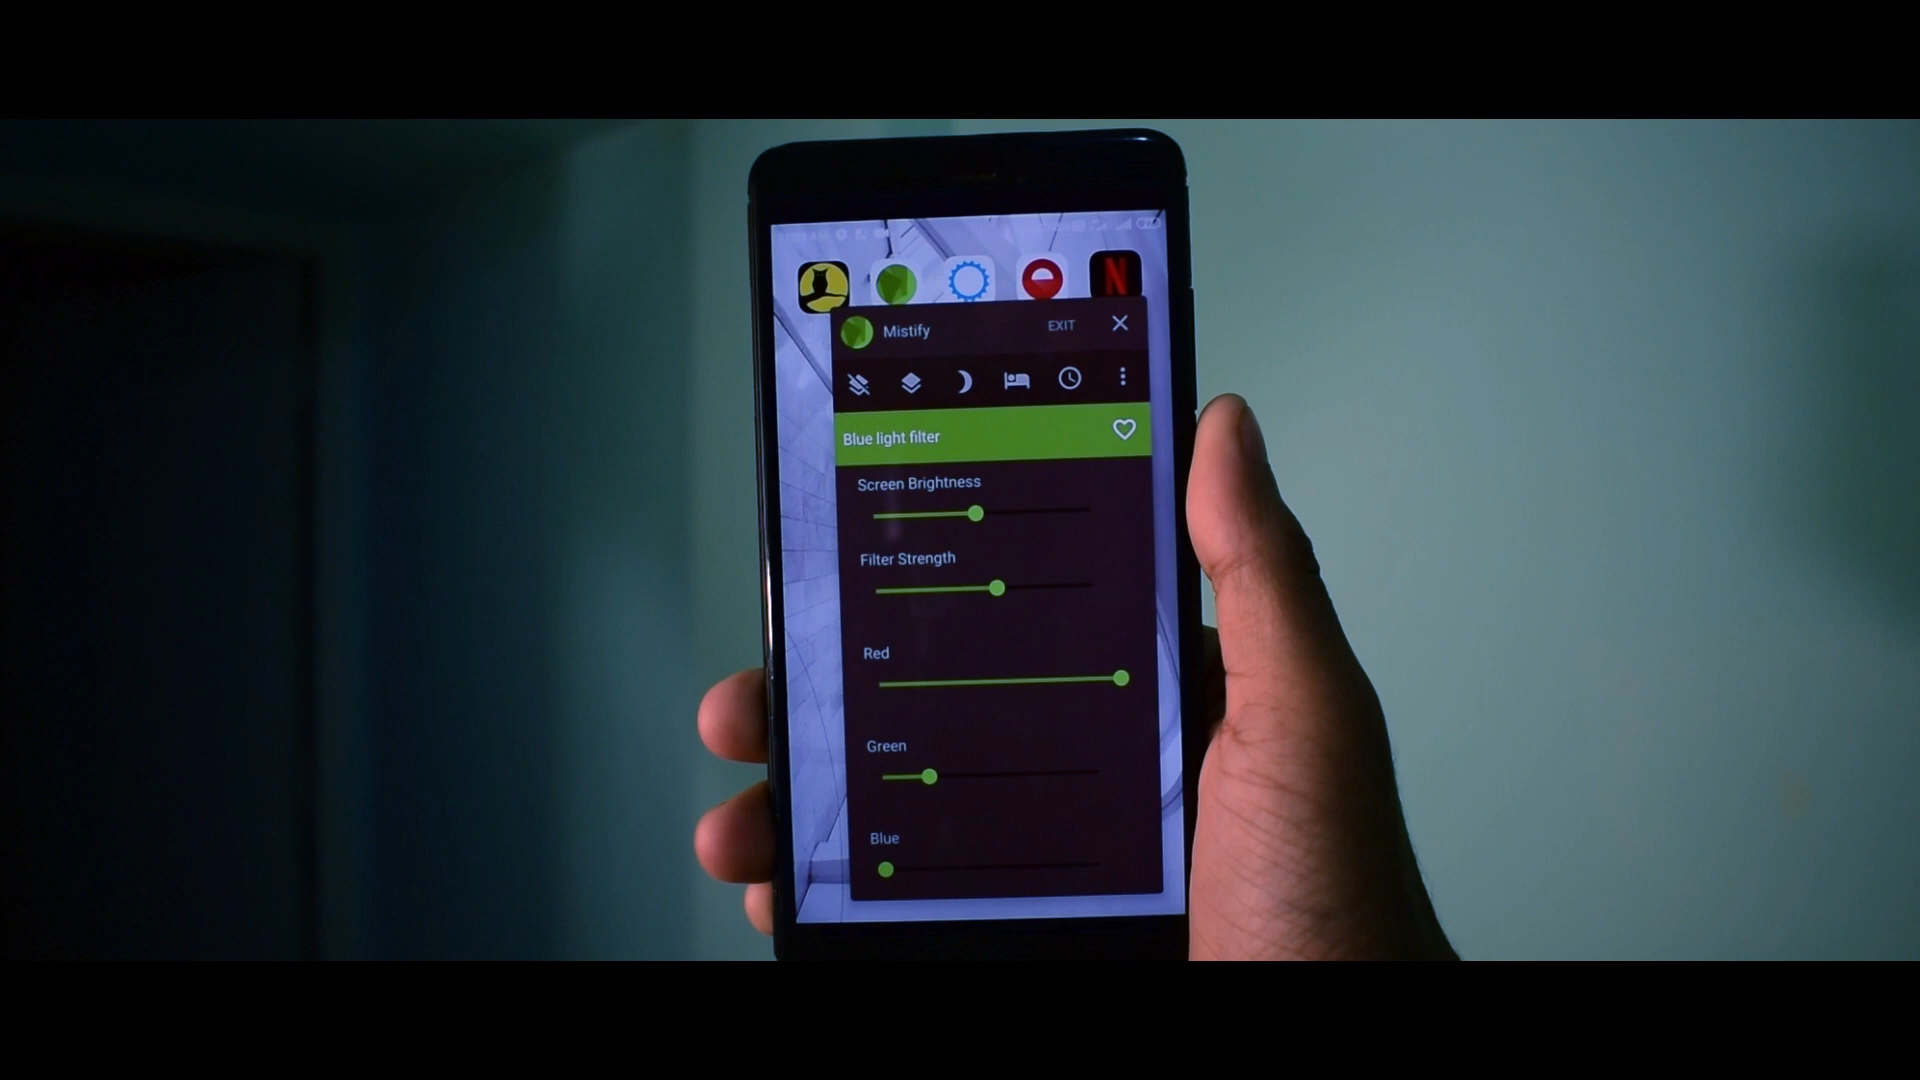 N
Mistify
EXIT
Blue light filter
Screen Brightness
Filter Strength
Red
Green
Blue